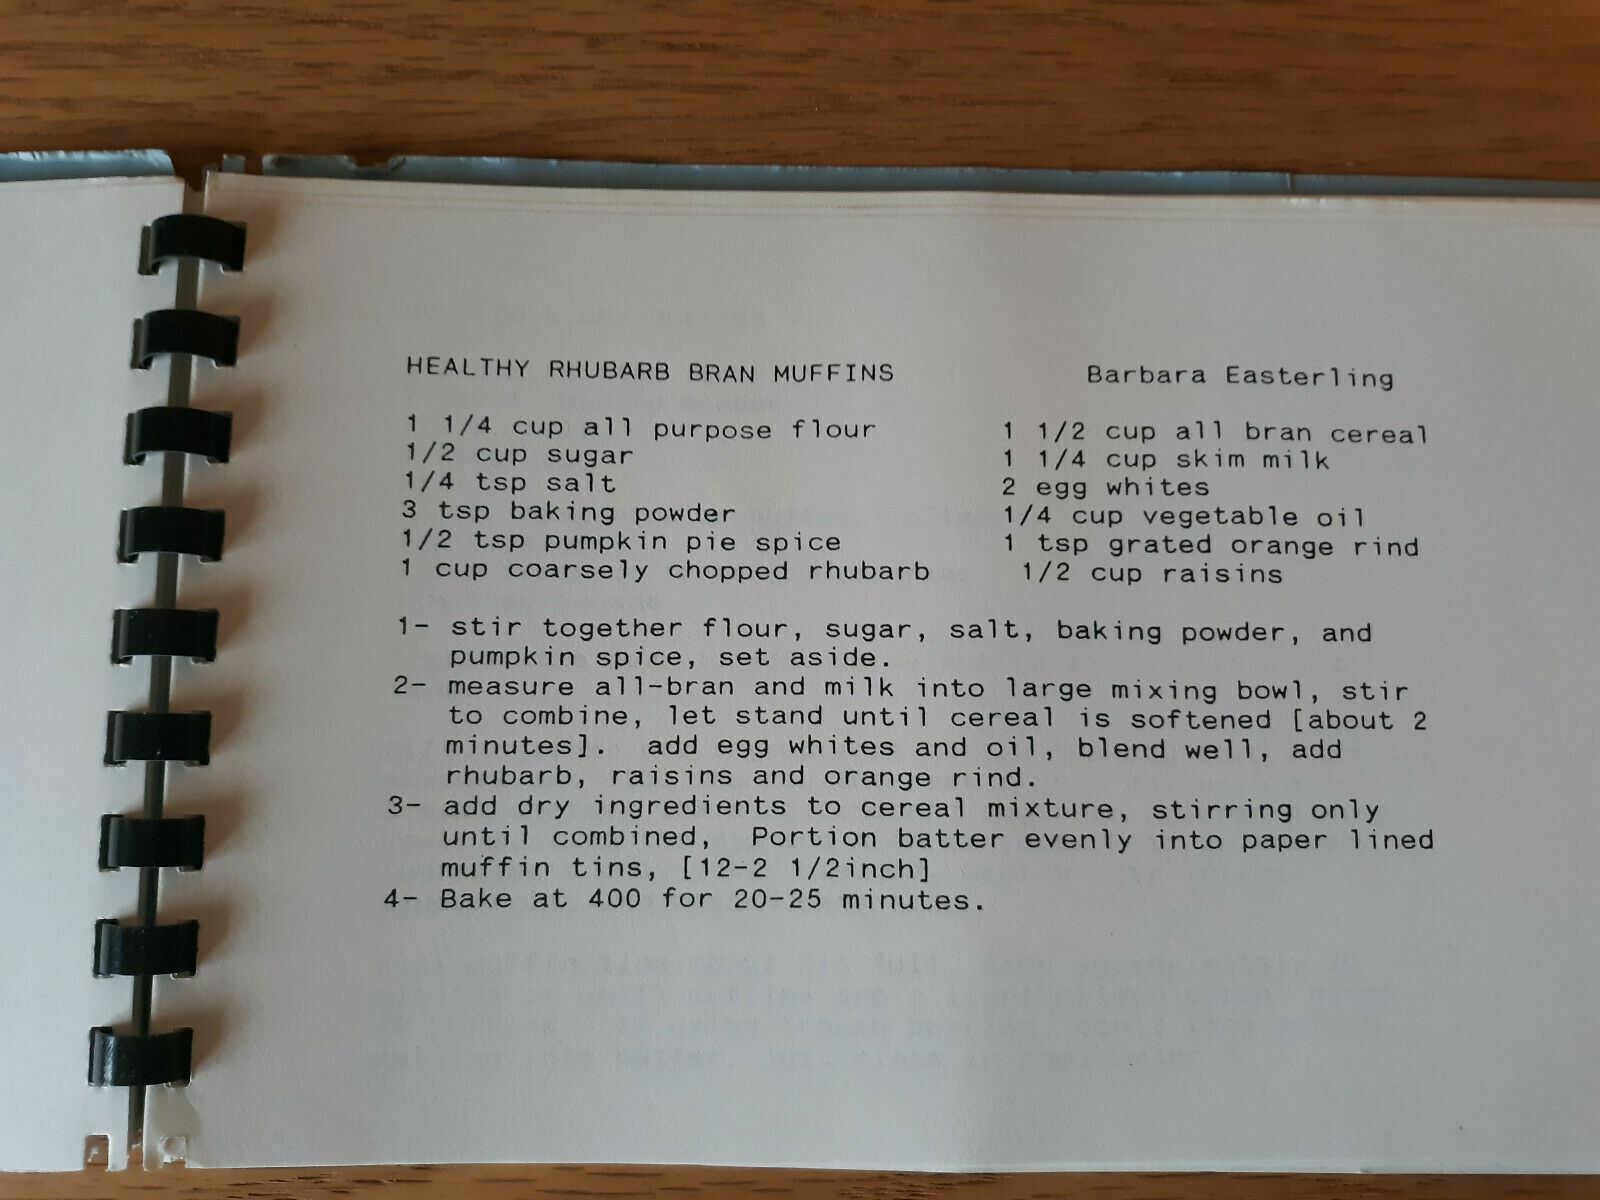 HEALTHY RHUBARB BRAN MUFFINS Barbara Easterling
1 1/4 cup all purpose flour 1 1/2 cup all bran cereal
1/2 cup sugar 1 1/4 cup skim milk
1/4 tsp salt 2 egg whites
3 tsp baking powder 1/4 cup vegetable oil
1/2 tsp pumpkin pie spice 1 tsp grated orange rind
1 cup coarsely chopped rhubarb 1/2 cup raisins
1- stir together flour, sugar, salt, baking powder, and
pumpkin spice, set aside.
2- measure all-bran and milk into large mixing bowl, stir
to combine, let stand until cereal is softened [about 2
minutes]. add egg whites and oil, blend well, add
rhubarb, raisins and orange rind.
3- add dry ingredients to cereal mixture, stirring only
until combined, Portion batter evenly into paper lined
muffin tins, [12-2 1/2inch]
4- Bake at 400 for 20-25 minutes.